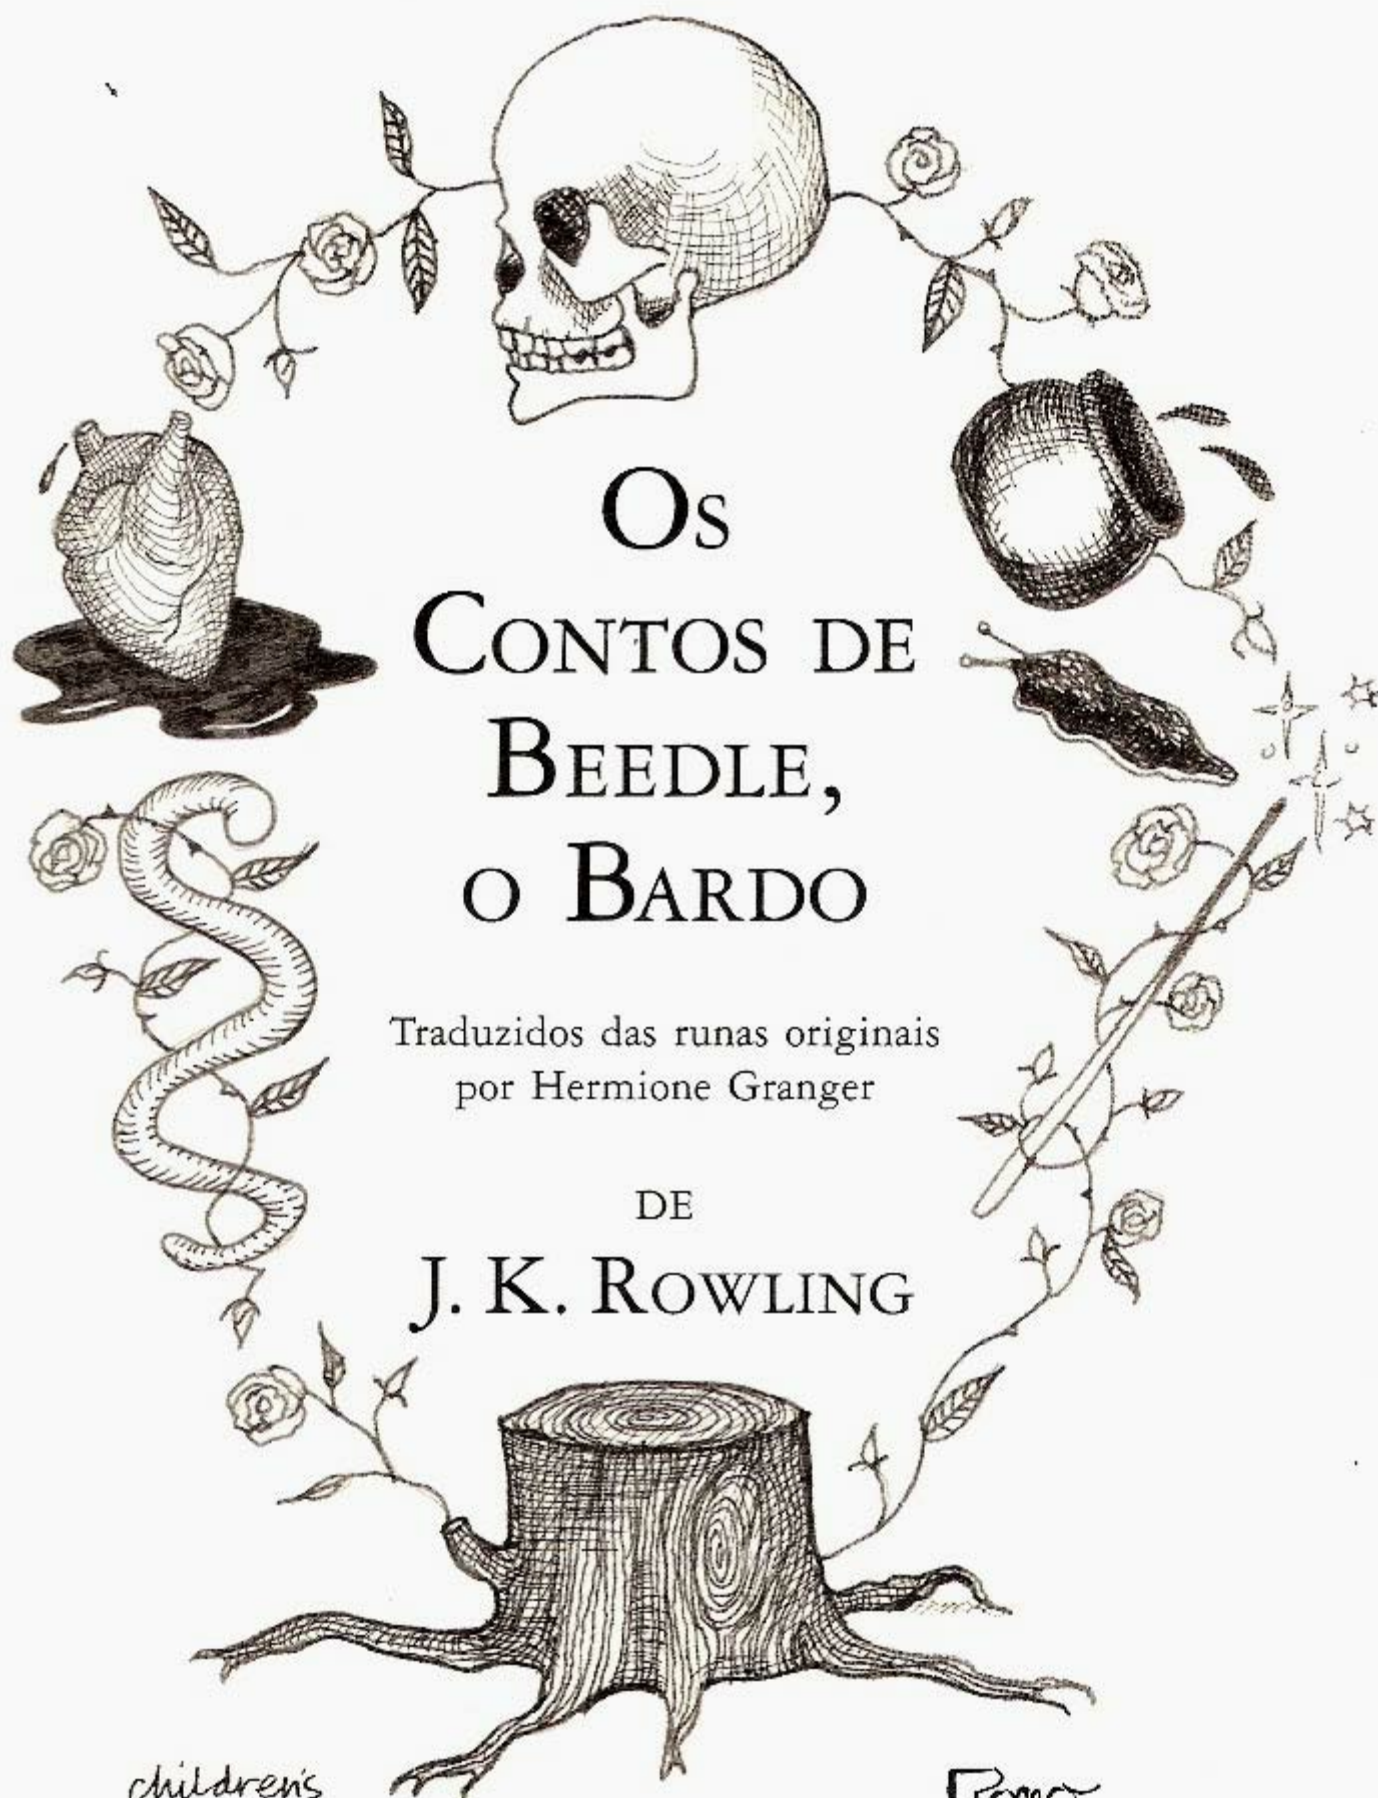 Os
Contos de
Beedle,
o Bardo
Traduzidos das runas originais
por Hermione Granger
de
J. K. Rowling
children's